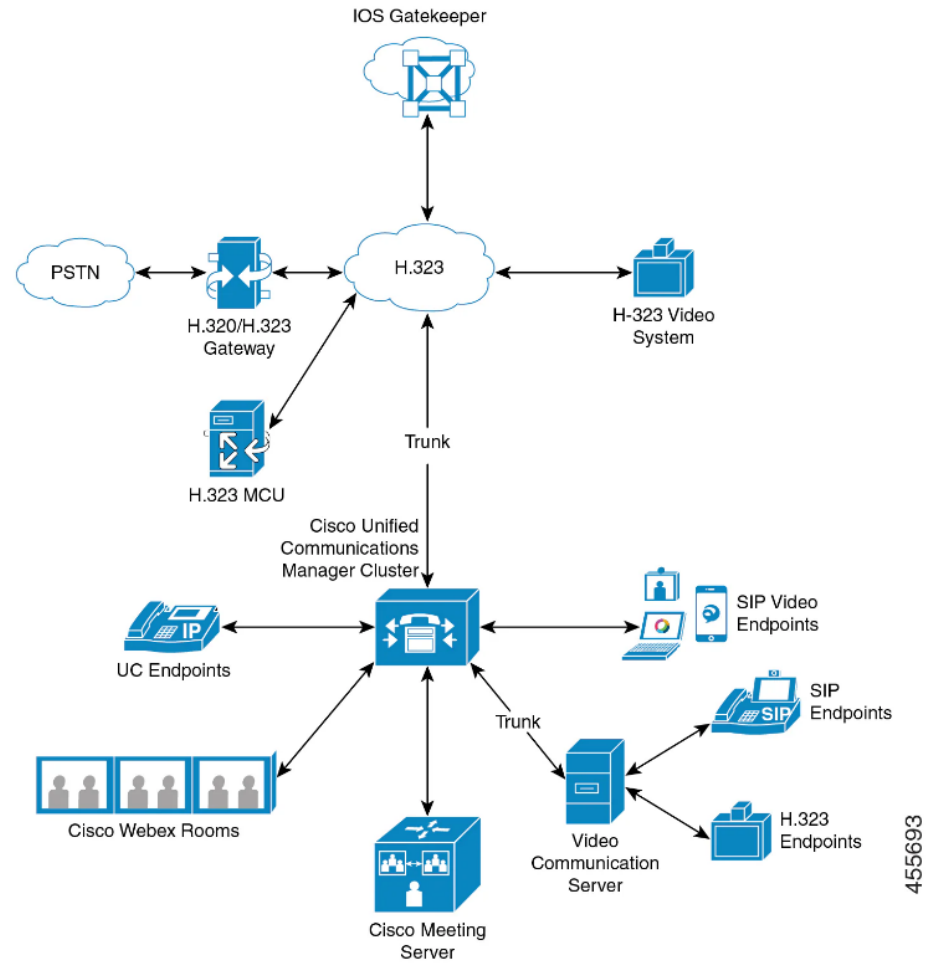 IOS Gatekeeper
PSTN
H.323
H.320/H.323
Gateway
H-323 Video
System
H.323 MCU
Trunk
Cisco Unified
Communications
Manager Cluster
IP
UC Endpoints
SIP Video
Endpoints
Trunk
SIP
SIP
Endpoints
Cisco Webex Rooms
Video
Communication
Server
H.323
Endpoints
Cisco Meeting
Server
455693